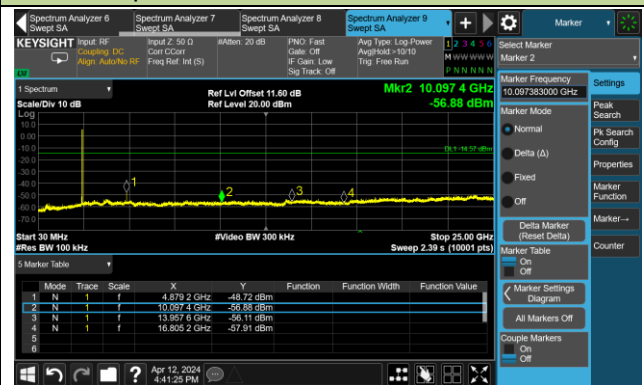 Spectrum Analyzer 6
Swept SA
Spectrum Analyzer 7
Swept SA
Spectrum Analyzer 8
Swept SA
Spectrum Analyzer 9
Swept SA
Marker
KEYSIGHT
Input: RF
Coupling: DC
Align: Auto/No RF
Input Z: 50 Ω
Corr CCorr
Freq Ref: Int (S)
#Atten: 20 dB
PNO: Fast
Gate: Off
IF Gain: Low
Sig Track: Off
Avg Type: Log-Power
Avg|Hold:>10/10
Trig: Free Run
1 2 3 4 5 6
M W W W W W
P N N N N N
Select Marker
Marker 2
1 Spectrum
Scale/Div 10 dB
Log
Ref Lvl Offset 11.60 dB
Ref Level 20.00 dBm
Mkr2 10.097 4 GHz
-56.88 dBm
10.0
0.00
-10.0
-20.0
-30.0
-40.0
-50.0
-60.0
-70.0
DL1 -14.57 dBm
1
2
3
4
Start 30 MHz
#Res BW 100 kHz
#Video BW 300 kHz
Stop 25.00 GHz
Sweep 2.39 s (10001 pts)
5 Marker Table
Mode Trace Scale X Y Function Function Width Function Value
1 N 1 f 4.879 2 GHz -48.72 dBm
2 N 1 f 10.097 4 GHz -56.88 dBm
3 N 1 f 13.957 6 GHz -56.11 dBm
4 N 1 f 16.805 2 GHz -57.91 dBm
5
6
Marker Frequency
10.097383000 GHz
Marker Mode
Normal
Delta (Δ)
Fixed
Off
Delta Marker
(Reset Delta)
Marker Table
On
Off
Marker Settings
Diagram
All Markers Off
Couple Markers
On
Off
Settings
Peak
Search
Pk Search
Config
Properties
Marker
Function
Marker→
Counter
Apr 12, 2024
4:41:25 PM